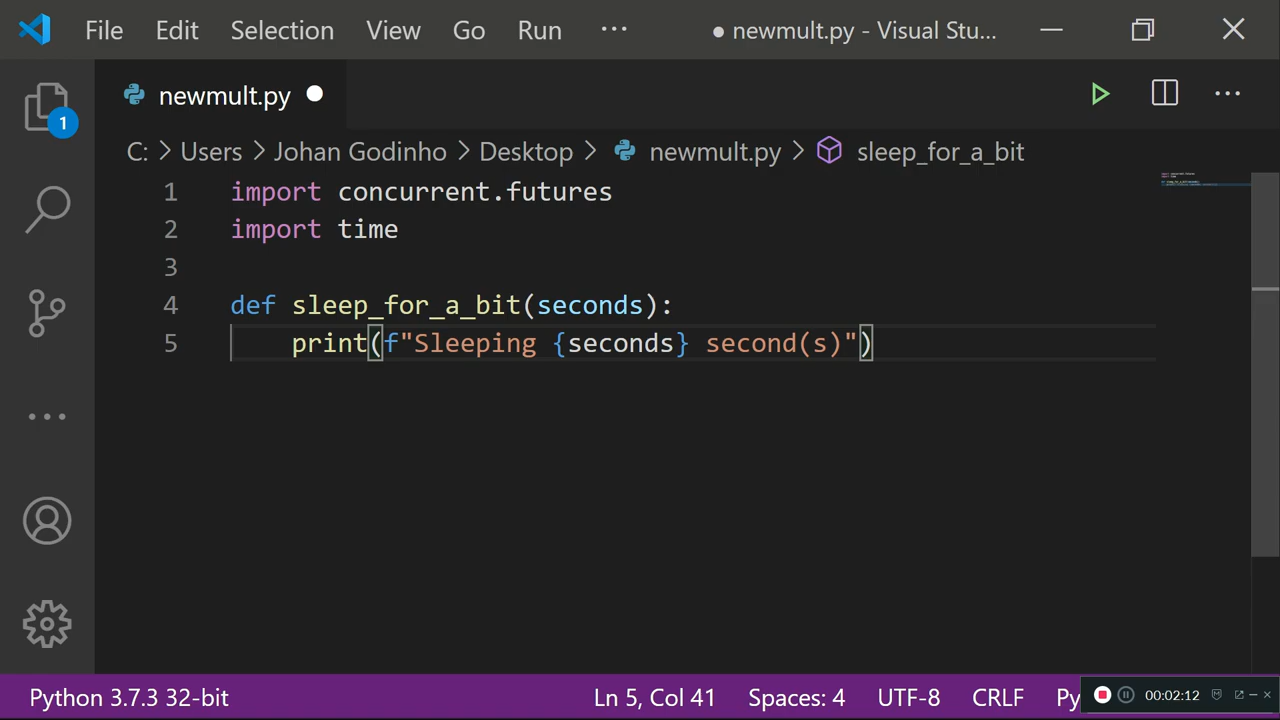 File Edit Selection View Go Run ··· ● newmult.py - Visual Stu...
newmult.py
1
C: > Users > Johan Godinho > Desktop > newmult.py > sleep_for_a_bit
1 import concurrent.futures
2 import time
3
4 def sleep_for_a_bit(seconds):
5     print(f"Sleeping {seconds} second(s)")
Python 3.7.3 32-bit Ln 5, Col 41 Spaces: 4 UTF-8 CRLF Py 00:02:12